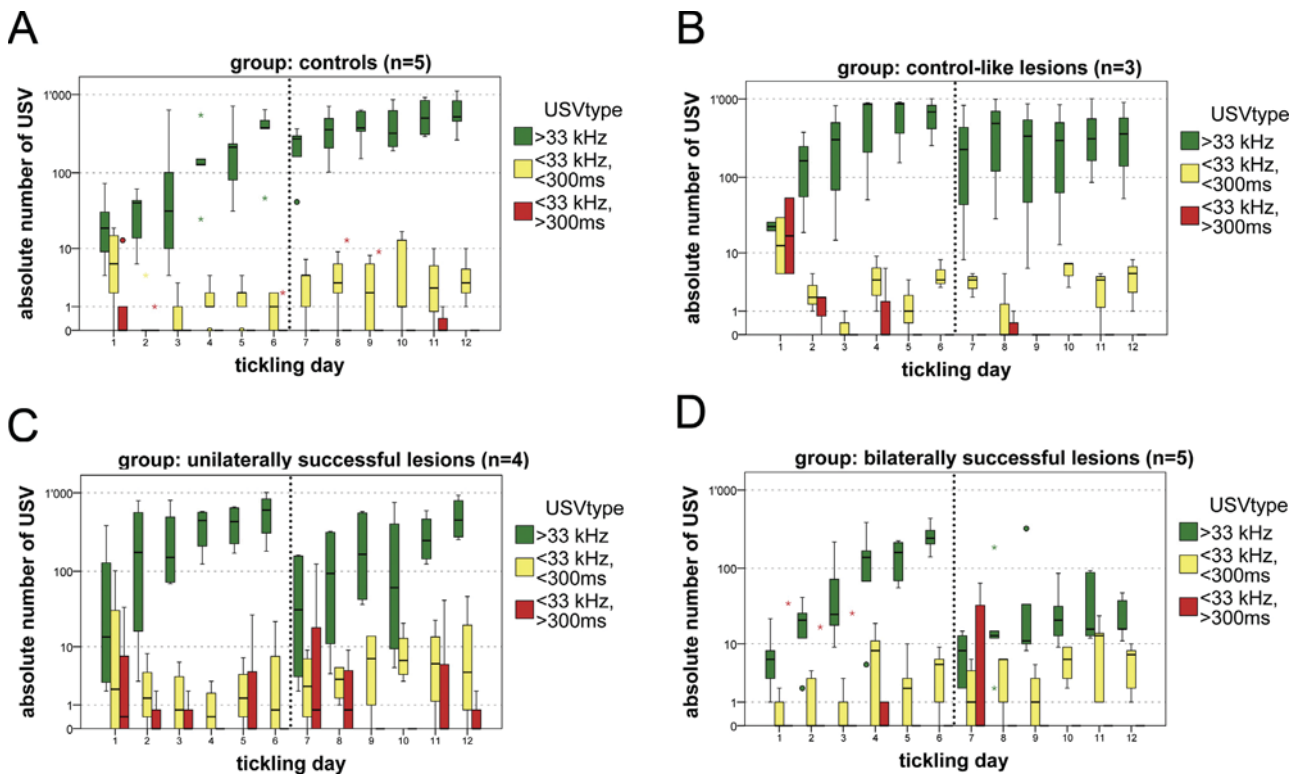 A
group: controls (n=5)
absolute number of USV
1'000
100
10
1
0
1 2 3 4 5 6 7 8 9 10 11 12
tickling day
USVtype
>33 kHz
<33 kHz,
<300ms
<33 kHz,
>300ms
B
group: control-like lesions (n=3)
absolute number of USV
1'000
100
10
1
0
1 2 3 4 5 6 7 8 9 10 11 12
tickling day
USVtype
>33 kHz
<33 kHz,
<300ms
<33 kHz,
>300ms
C
group: unilaterally successful lesions (n=4)
absolute number of USV
1'000
100
10
1
0
1 2 3 4 5 6 7 8 9 10 11 12
tickling day
USVtype
>33 kHz
<33 kHz,
<300ms
<33 kHz,
>300ms
D
group: bilaterally successful lesions (n=5)
absolute number of USV
1'000
100
10
1
0
1 2 3 4 5 6 7 8 9 10 11 12
tickling day
USVtype
>33 kHz
<33 kHz,
<300ms
<33 kHz,
>300ms